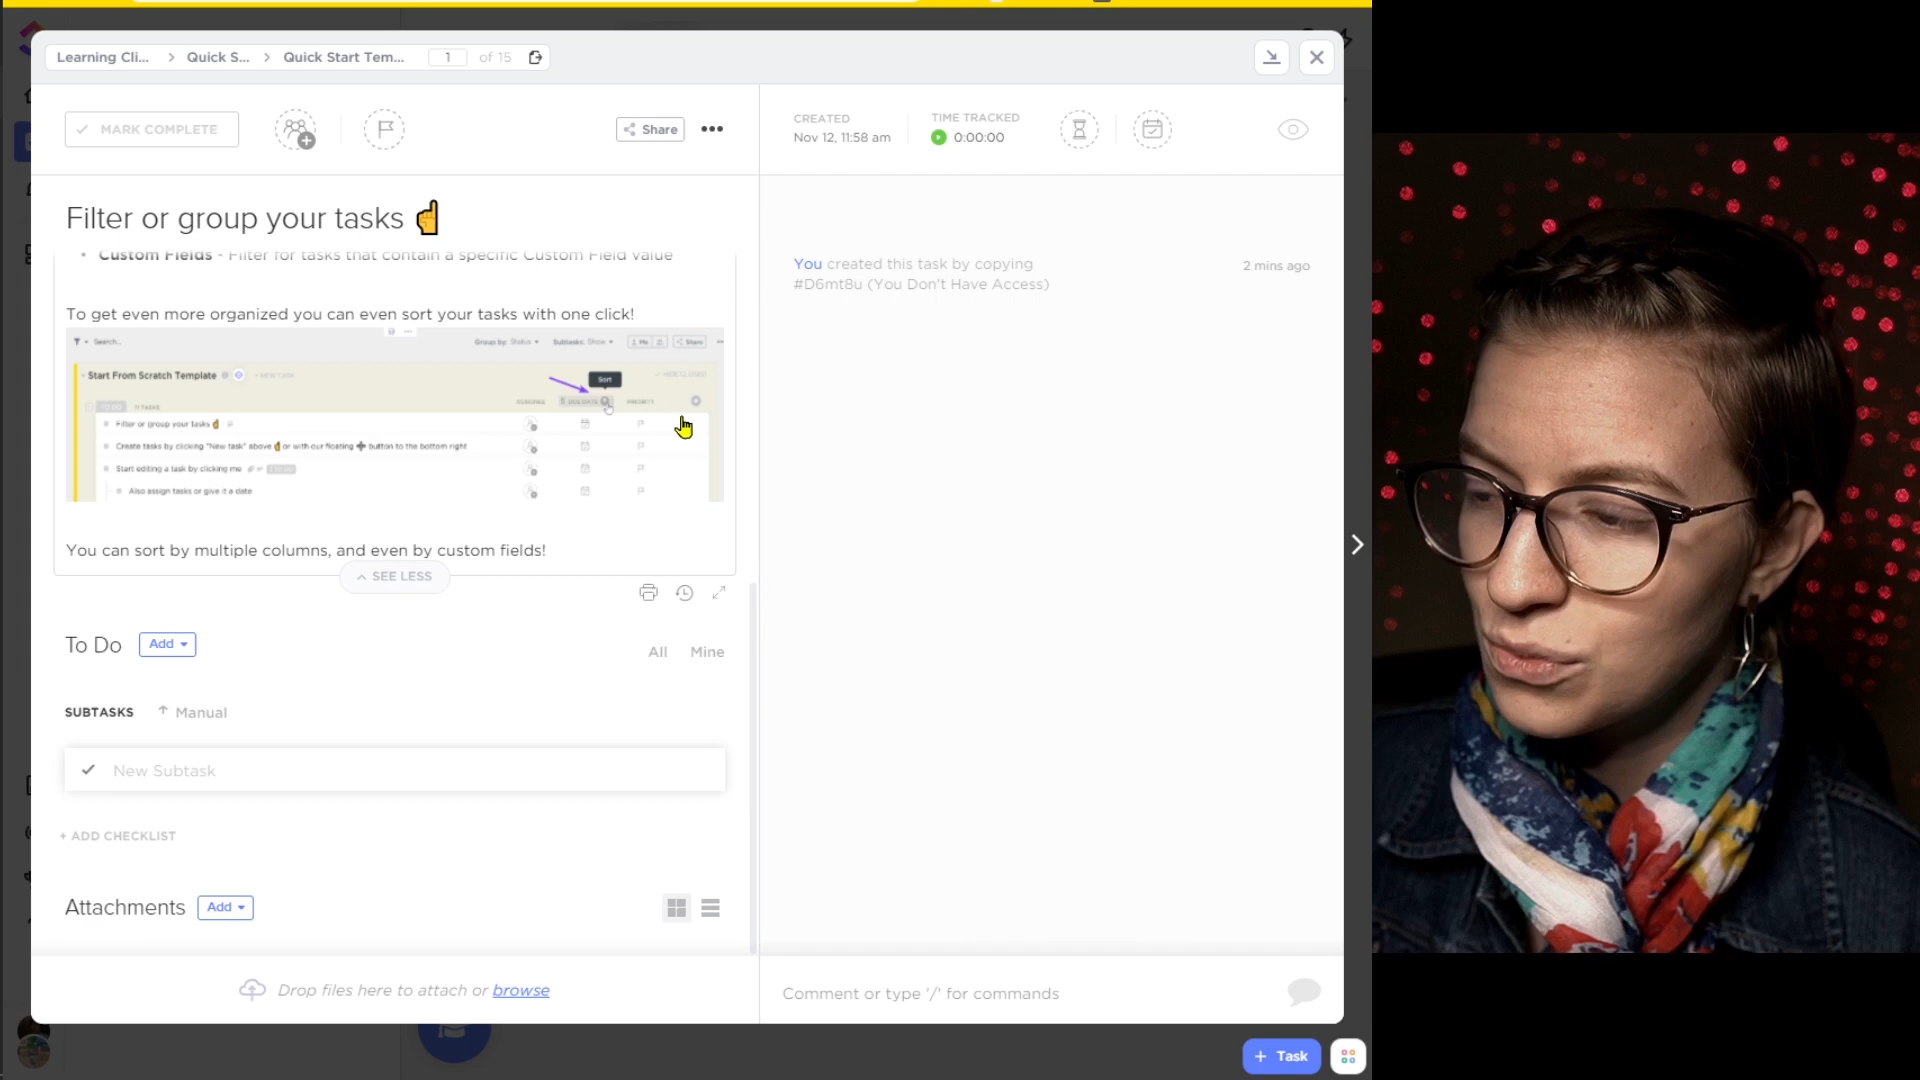 Learning Cli... > Quick S... > Quick Start Tem... 1 of 15
MARK COMPLETE
Share
CREATED
Nov 12, 11:58 am
TIME TRACKED
0:00:00
Filter or group your tasks
Custom Fields - Filter for tasks that contain a specific Custom Field value
To get even more organized you can even sort your tasks with one click!
Search...
Group by: Status
Subtasks: Show
Me
Share
Start From Scratch Template
+ NEW TASK
Sort
HIDE CLOSED
TO DO
11 TASKS
ASSIGNEE
DUE DATE
PRIORITY
Filter or group your tasks
Create tasks by clicking "New task" above or with our floating button to the bottom right
Start editing a task by clicking me
Also assign tasks or give it a date
You can sort by multiple columns, and even by custom fields!
SEE LESS
To Do
Add
All
Mine
SUBTASKS
Manual
New Subtask
+ ADD CHECKLIST
Attachments
Add
Drop files here to attach or browse
You created this task by copying
#D6mt8u (You Don't Have Access)
2 mins ago
Comment or type '/' for commands
+ Task